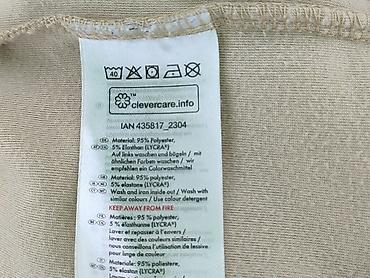 40
clevercare.info
IAN 435817_2304
Material: 95% Polyester,
5% Elasthan (LYCRA®)
Auf links waschen und bügeln / mit
ähnlichen Farben waschen / wir
empfehlen ein Colorwaschmittel
Material: 95% polyester,
5% elastane (LYCRA®)
Wash and iron inside out / Wash with
similar colours / Use colour detergent
KEEP AWAY FROM FIRE
Matières : 95 % polyester,
5 % élasthanne (LYCRA®)
Laver et repasser à l'envers /
laver avec des couleurs similaires /
nous conseillons l'utilisation de lessive
pour linge de couleur
Materiale: 95% poliestere,
5% elastan (LYCRA®)